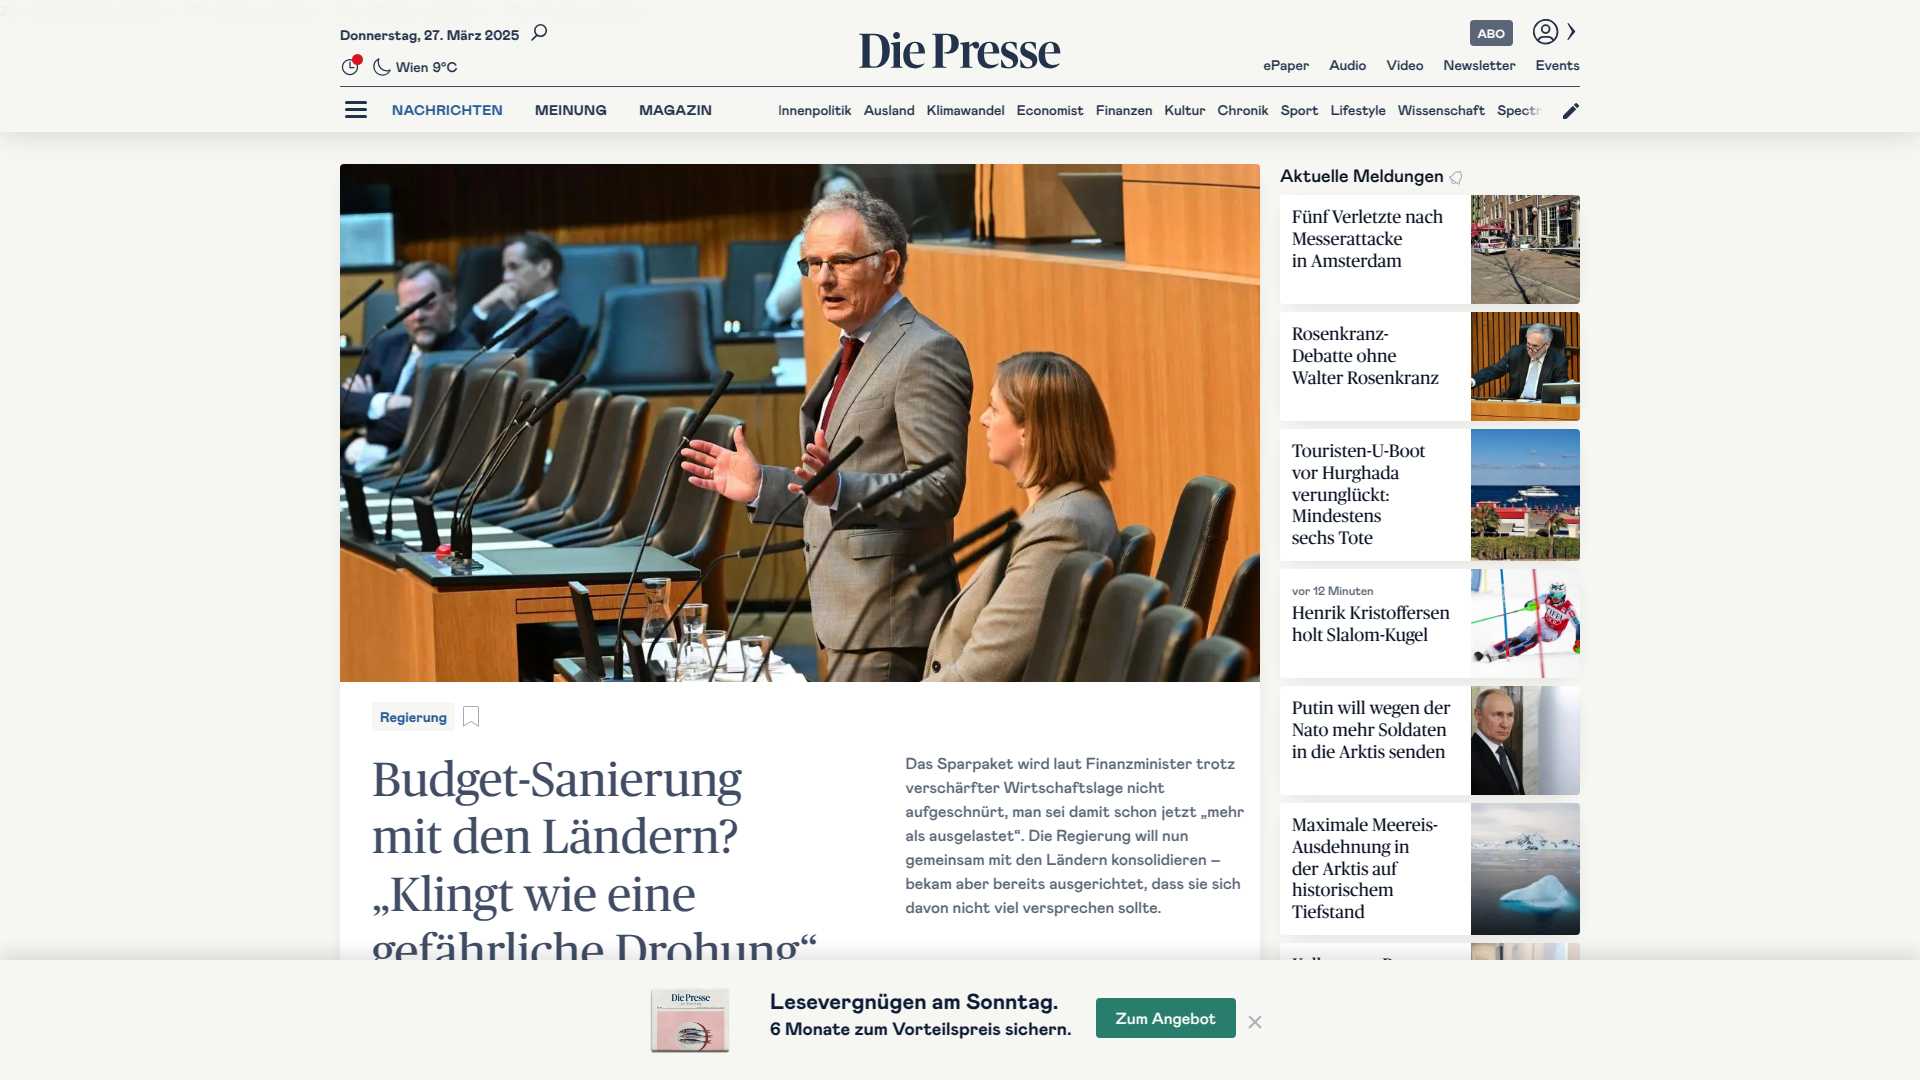 Donnerstag, 27. März 2025
Wien 9°C
Die Presse
ABO
ePaper Audio Video Newsletter Events
NACHRICHTEN MEINUNG MAGAZIN
Innenpolitik Ausland Klimawandel Economist Finanzen Kultur Chronik Sport Lifestyle Wissenschaft Spectr
Regierung
Budget-Sanierung
mit den Ländern?
„Klingt wie eine
gefährliche Drohung“
Das Sparpaket wird laut Finanzminister trotz
verschärfter Wirtschaftslage nicht
aufgeschnürt, man sei damit schon jetzt „mehr
als ausgelastet“. Die Regierung will nun
gemeinsam mit den Ländern konsolidieren –
bekam aber bereits ausgerichtet, dass sie sich
davon nicht viel versprechen sollte.
Aktuelle Meldungen
Fünf Verletzte nach
Messerattacke
in Amsterdam
Rosenkranz-
Debatte ohne
Walter Rosenkranz
Touristen-U-Boot
vor Hurghada
verunglückt:
Mindestens
sechs Tote
vor 12 Minuten
Henrik Kristoffersen
holt Slalom-Kugel
Putin will wegen der
Nato mehr Soldaten
in die Arktis senden
Maximale Meereis-
Ausdehnung in
der Arktis auf
historischem
Tiefstand
Die Presse
Lesevergnügen am Sonntag.
6 Monate zum Vorteilspreis sichern.
Zum Angebot